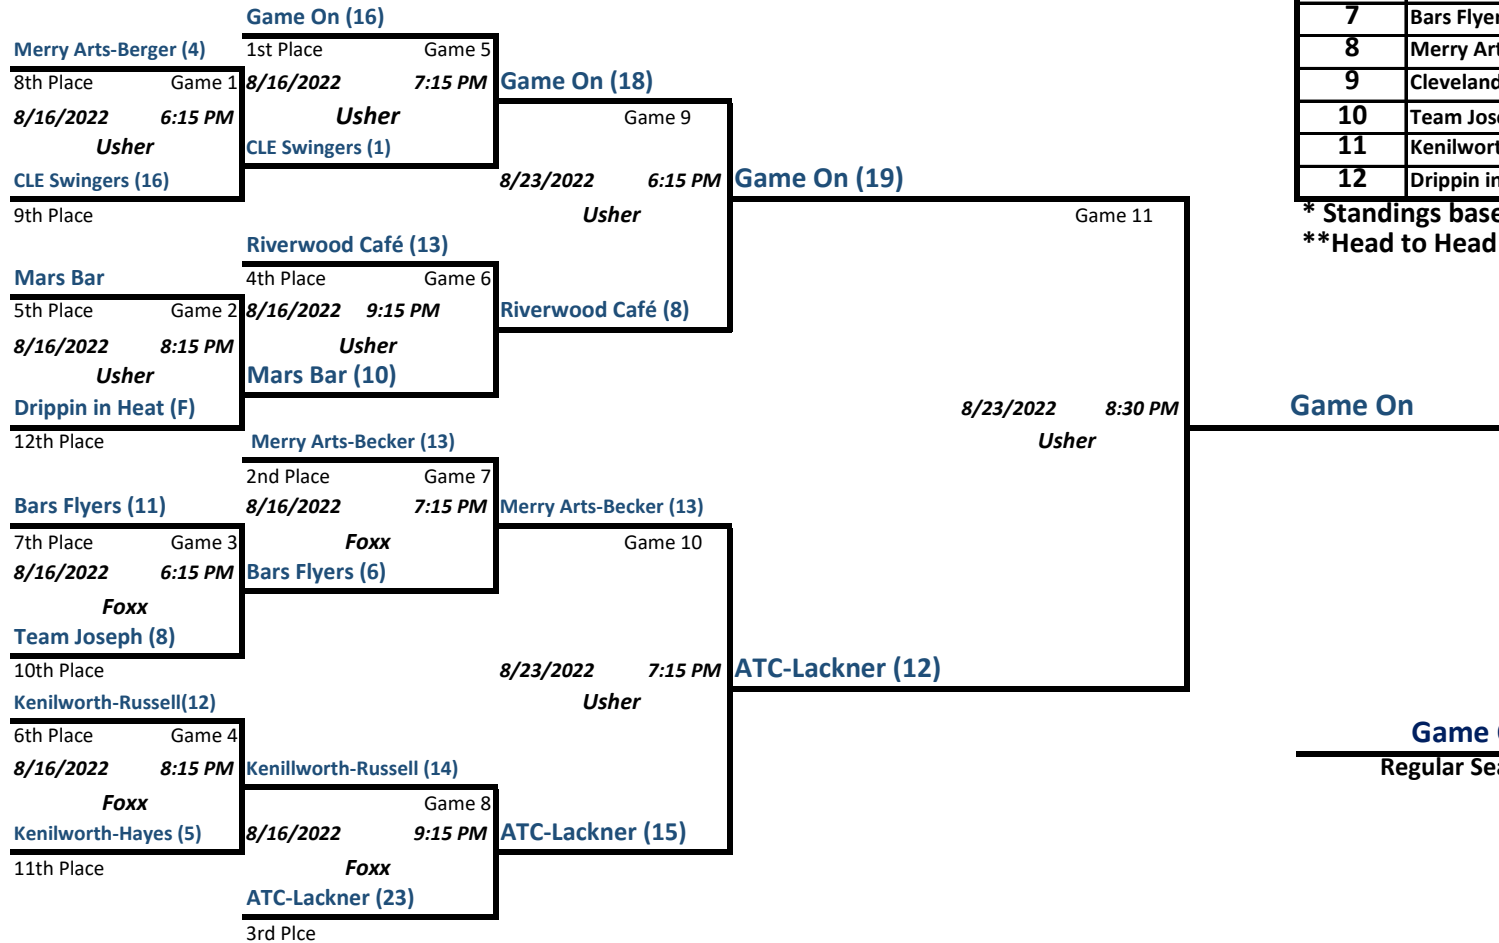 Game On (16)
Merry Arts-Berger (4)
1st Place Game 5
8th Place Game 1
8/16/2022 7:15 PM
Game On (18)
8/16/2022 6:15 PM
Usher
Game 9
Usher
CLE Swingers (1)
CLE Swingers (16)
8/23/2022 6:15 PM
Game On (19)
9th Place
Usher
Game 11
Riverwood Café (13)
Mars Bar
4th Place Game 6
5th Place Game 2
8/16/2022 9:15 PM
Riverwood Café (8)
8/16/2022 8:15 PM
Usher
Usher
Mars Bar (10)
Drippin in Heat (F)
8/23/2022 8:30 PM
Game On
12th Place
Merry Arts-Becker (13)
Usher
2nd Place Game 7
Bars Flyers (11)
8/16/2022 7:15 PM
Merry Arts-Becker (13)
7th Place Game 3
Foxx
Game 10
8/16/2022 6:15 PM
Bars Flyers (6)
Foxx
Team Joseph (8)
10th Place
8/23/2022 7:15 PM
ATC-Lackner (12)
Kenilworth-Russell(12)
Usher
6th Place Game 4
8/16/2022 8:15 PM
Kenillworth-Russell (14)
Foxx
Game 8
Kenilworth-Hayes (5)
8/16/2022 9:15 PM
ATC-Lackner (15)
11th Place
Foxx
ATC-Lackner (23)
3rd Plce
7 Bars
8 Merry
9 Cleveland
10 Team
11
12 Drippin
* Standings
**Head to Head
Game
Regular